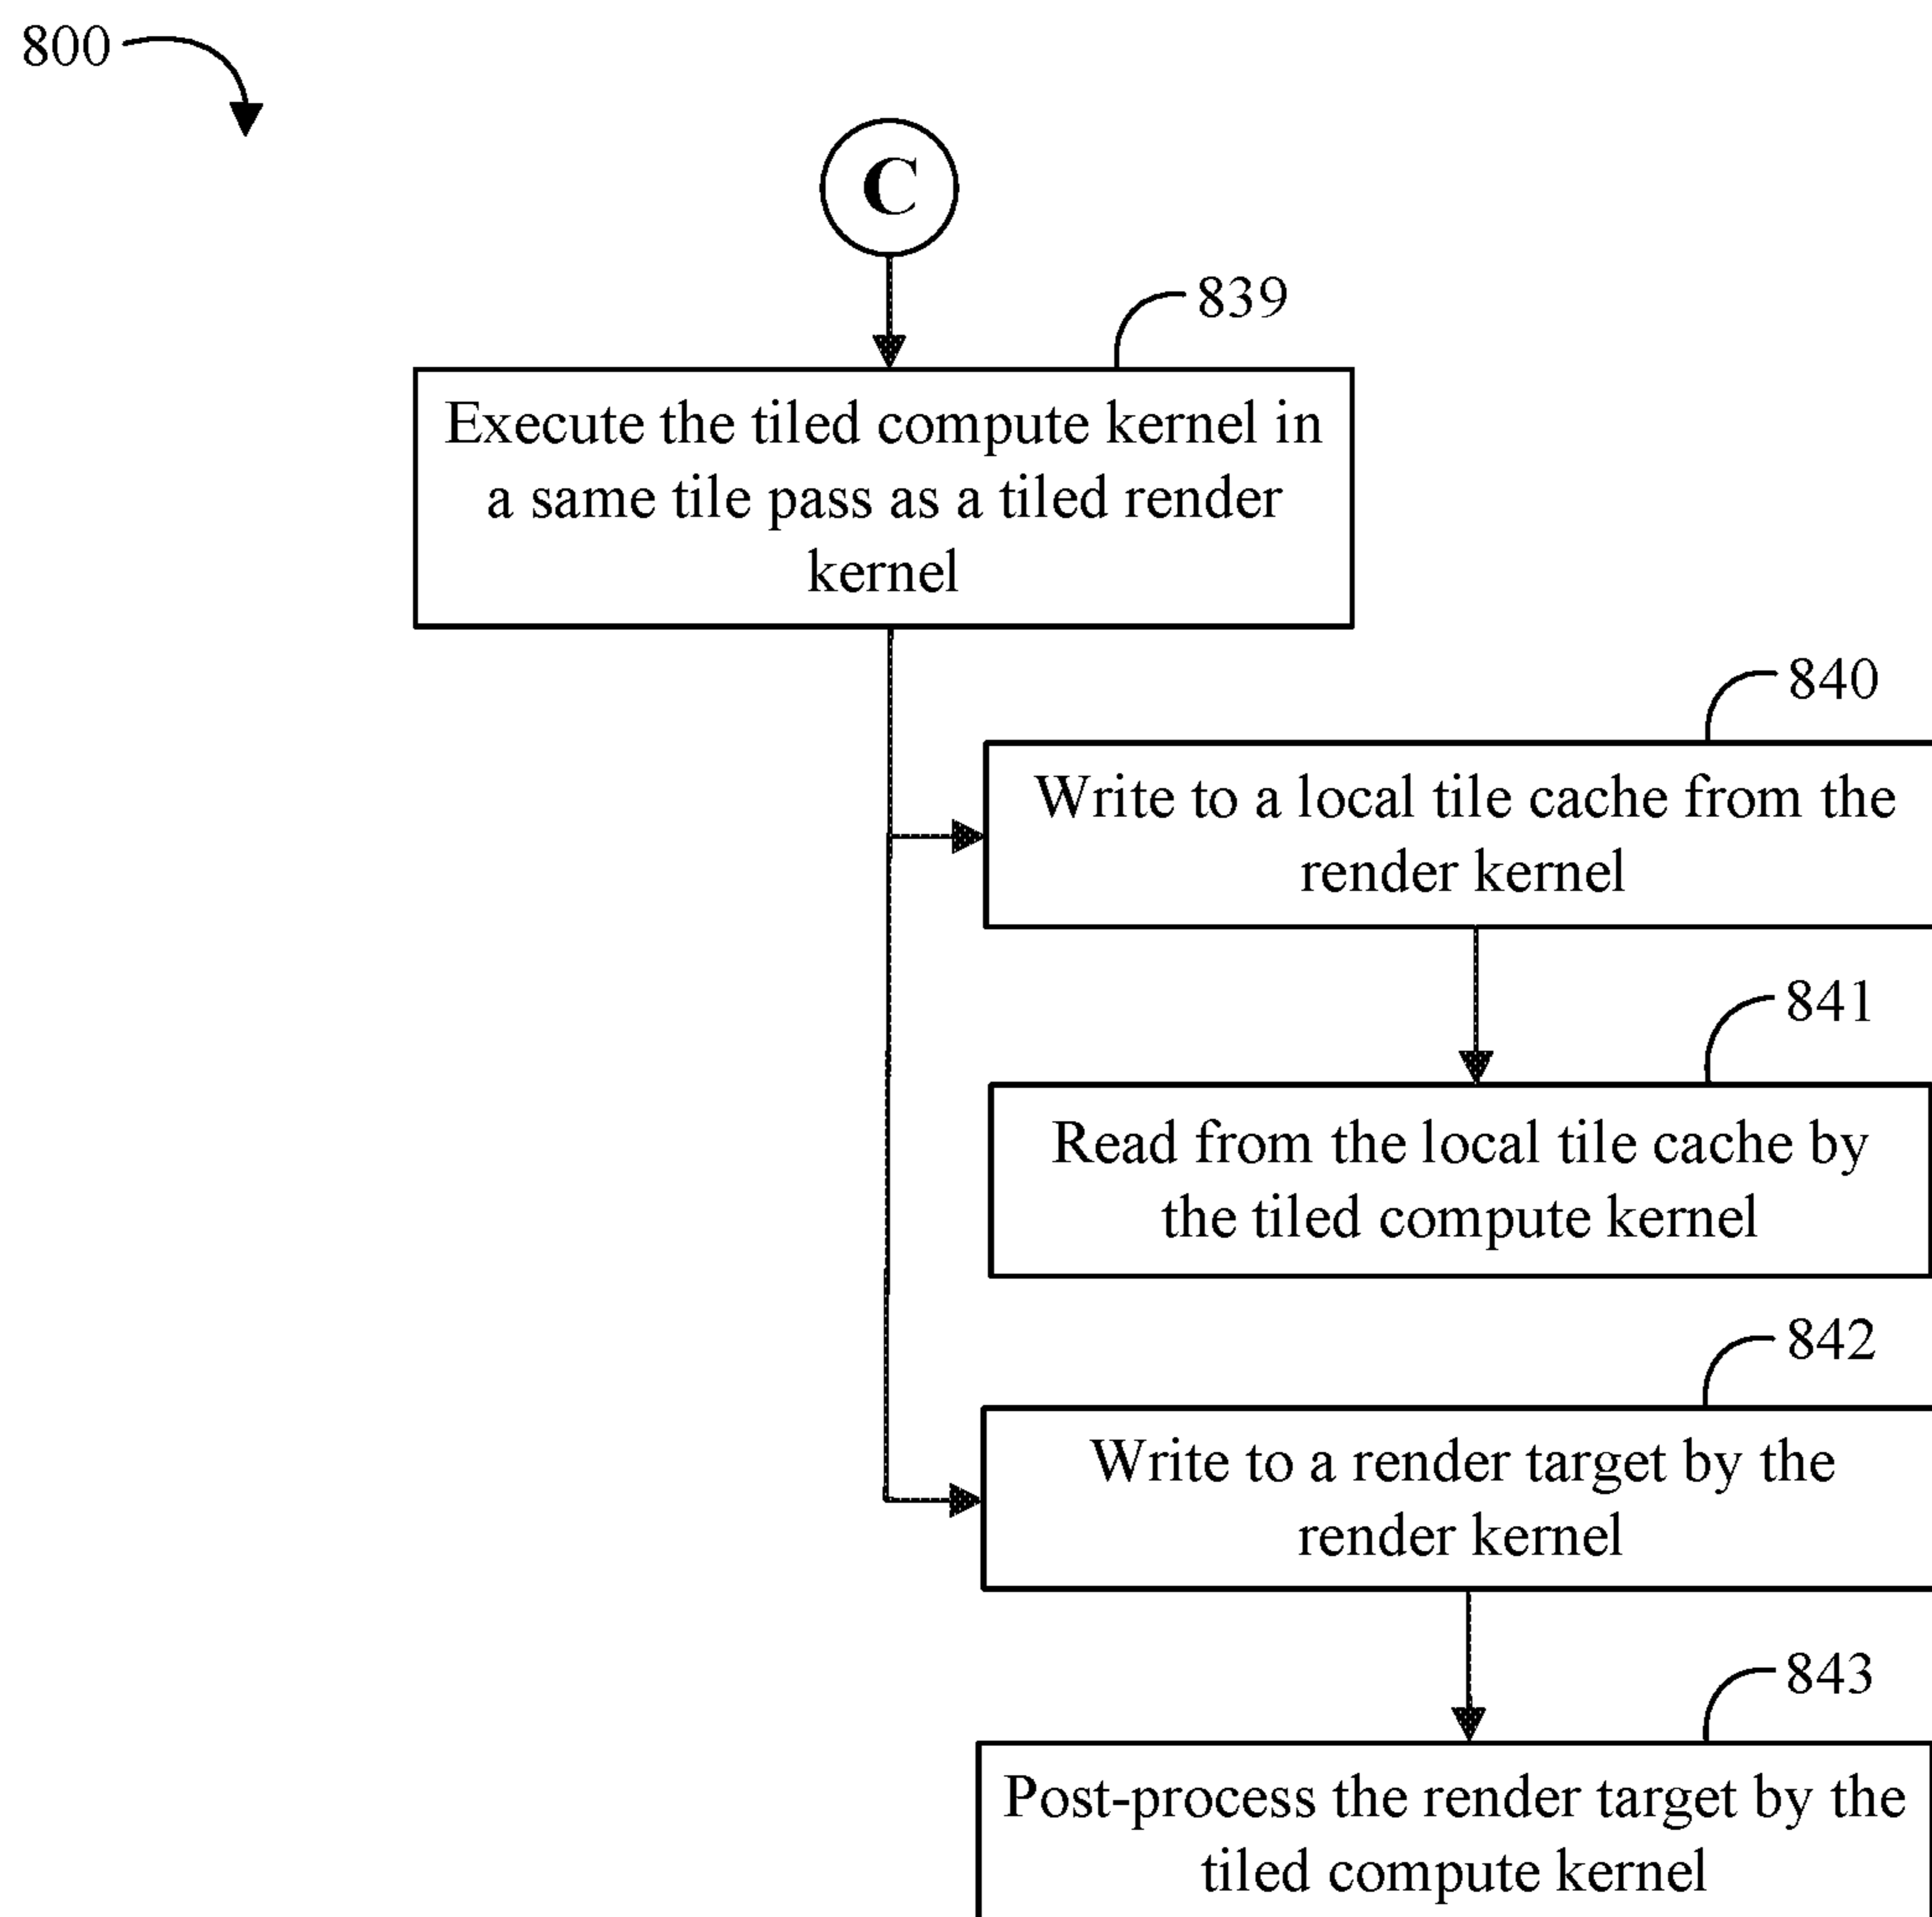 800
C
839
Execute the tiled compute kernel in
a same tile pass as a tiled render
kernel
840
Write to a local tile cache from the
render kernel
841
Read from the local tile cache by
the tiled compute kernel
842
Write to a render target by the
render kernel
843
Post-process the render target by the
tiled compute kernel